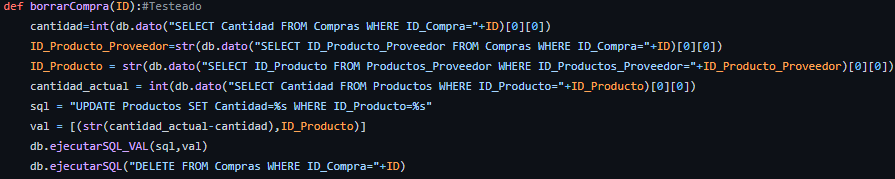 def borrarCompra(ID):#Testeado
cantidad=int(db.dato("SELECT Cantidad FROM Compras WHERE ID_Compra="+ID)[0][0])
ID_Producto_Proveedor=str(db.dato("SELECT ID_Producto_Proveedor FROM Compras WHERE ID_Compra="+ID)[0][0])
ID_Producto = str(db.dato("SELECT ID_Producto FROM Productos_Proveedor WHERE ID_Productos_Proveedor="+ID_Producto_Proveedor)[0][0])
cantidad_actual = int(db.dato("SELECT Cantidad FROM Productos WHERE ID_Producto="+ID_Producto)[0][0])
sql = "UPDATE Productos SET Cantidad=%s WHERE ID_Producto=%s"
val = [(str(cantidad_actual-cantidad),ID_Producto)]
db.ejecutarSQL_VAL(sql,val)
db.ejecutarSQL("DELETE FROM Compras WHERE ID_Compra="+ID)